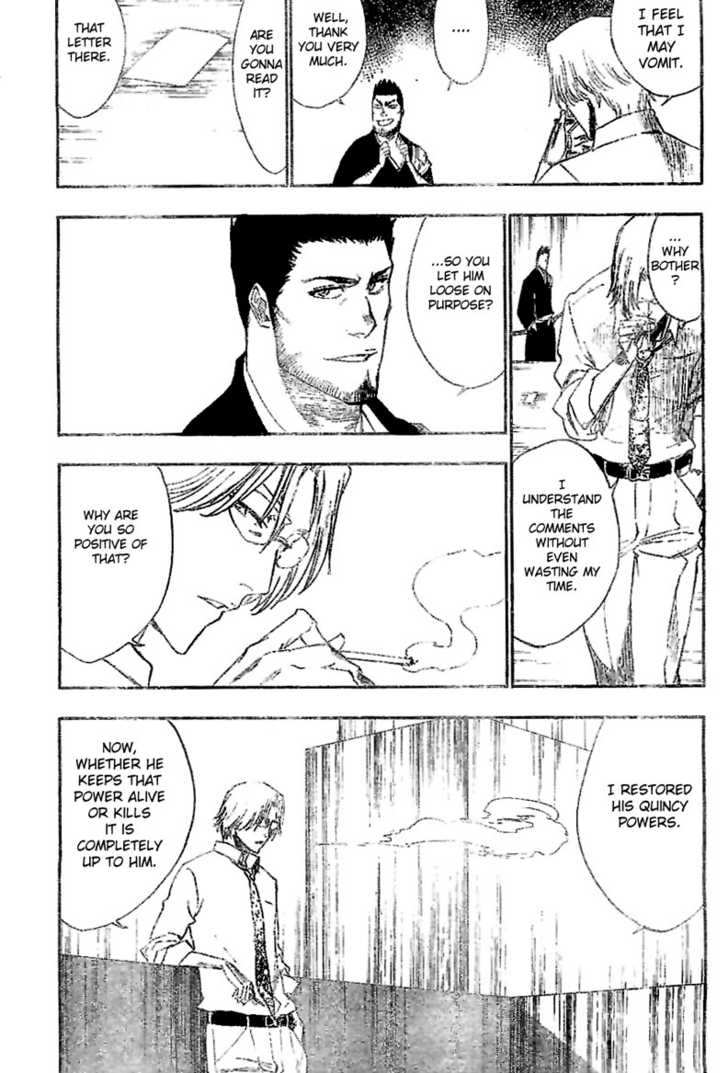 I FEEL
THAT I
MAY
VOMIT.
....
WELL,
THANK
YOU VERY
MUCH.
ARE
YOU
GONNA
READ
IT?
THAT
LETTER
THERE.
...
WHY
BOTHER
?
I
UNDERSTAND
THE
COMMENTS
WITHOUT
EVEN
WASTING MY
TIME.
...SO YOU
LET HIM
LOOSE ON
PURPOSE?
WHY ARE
YOU SO
POSITIVE OF
THAT?
I RESTORED
HIS QUINCY
POWERS.
NOW,
WHETHER HE
KEEPS THAT
POWER ALIVE
OR KILLS
IT IS
COMPLETELY
UP TO HIM.